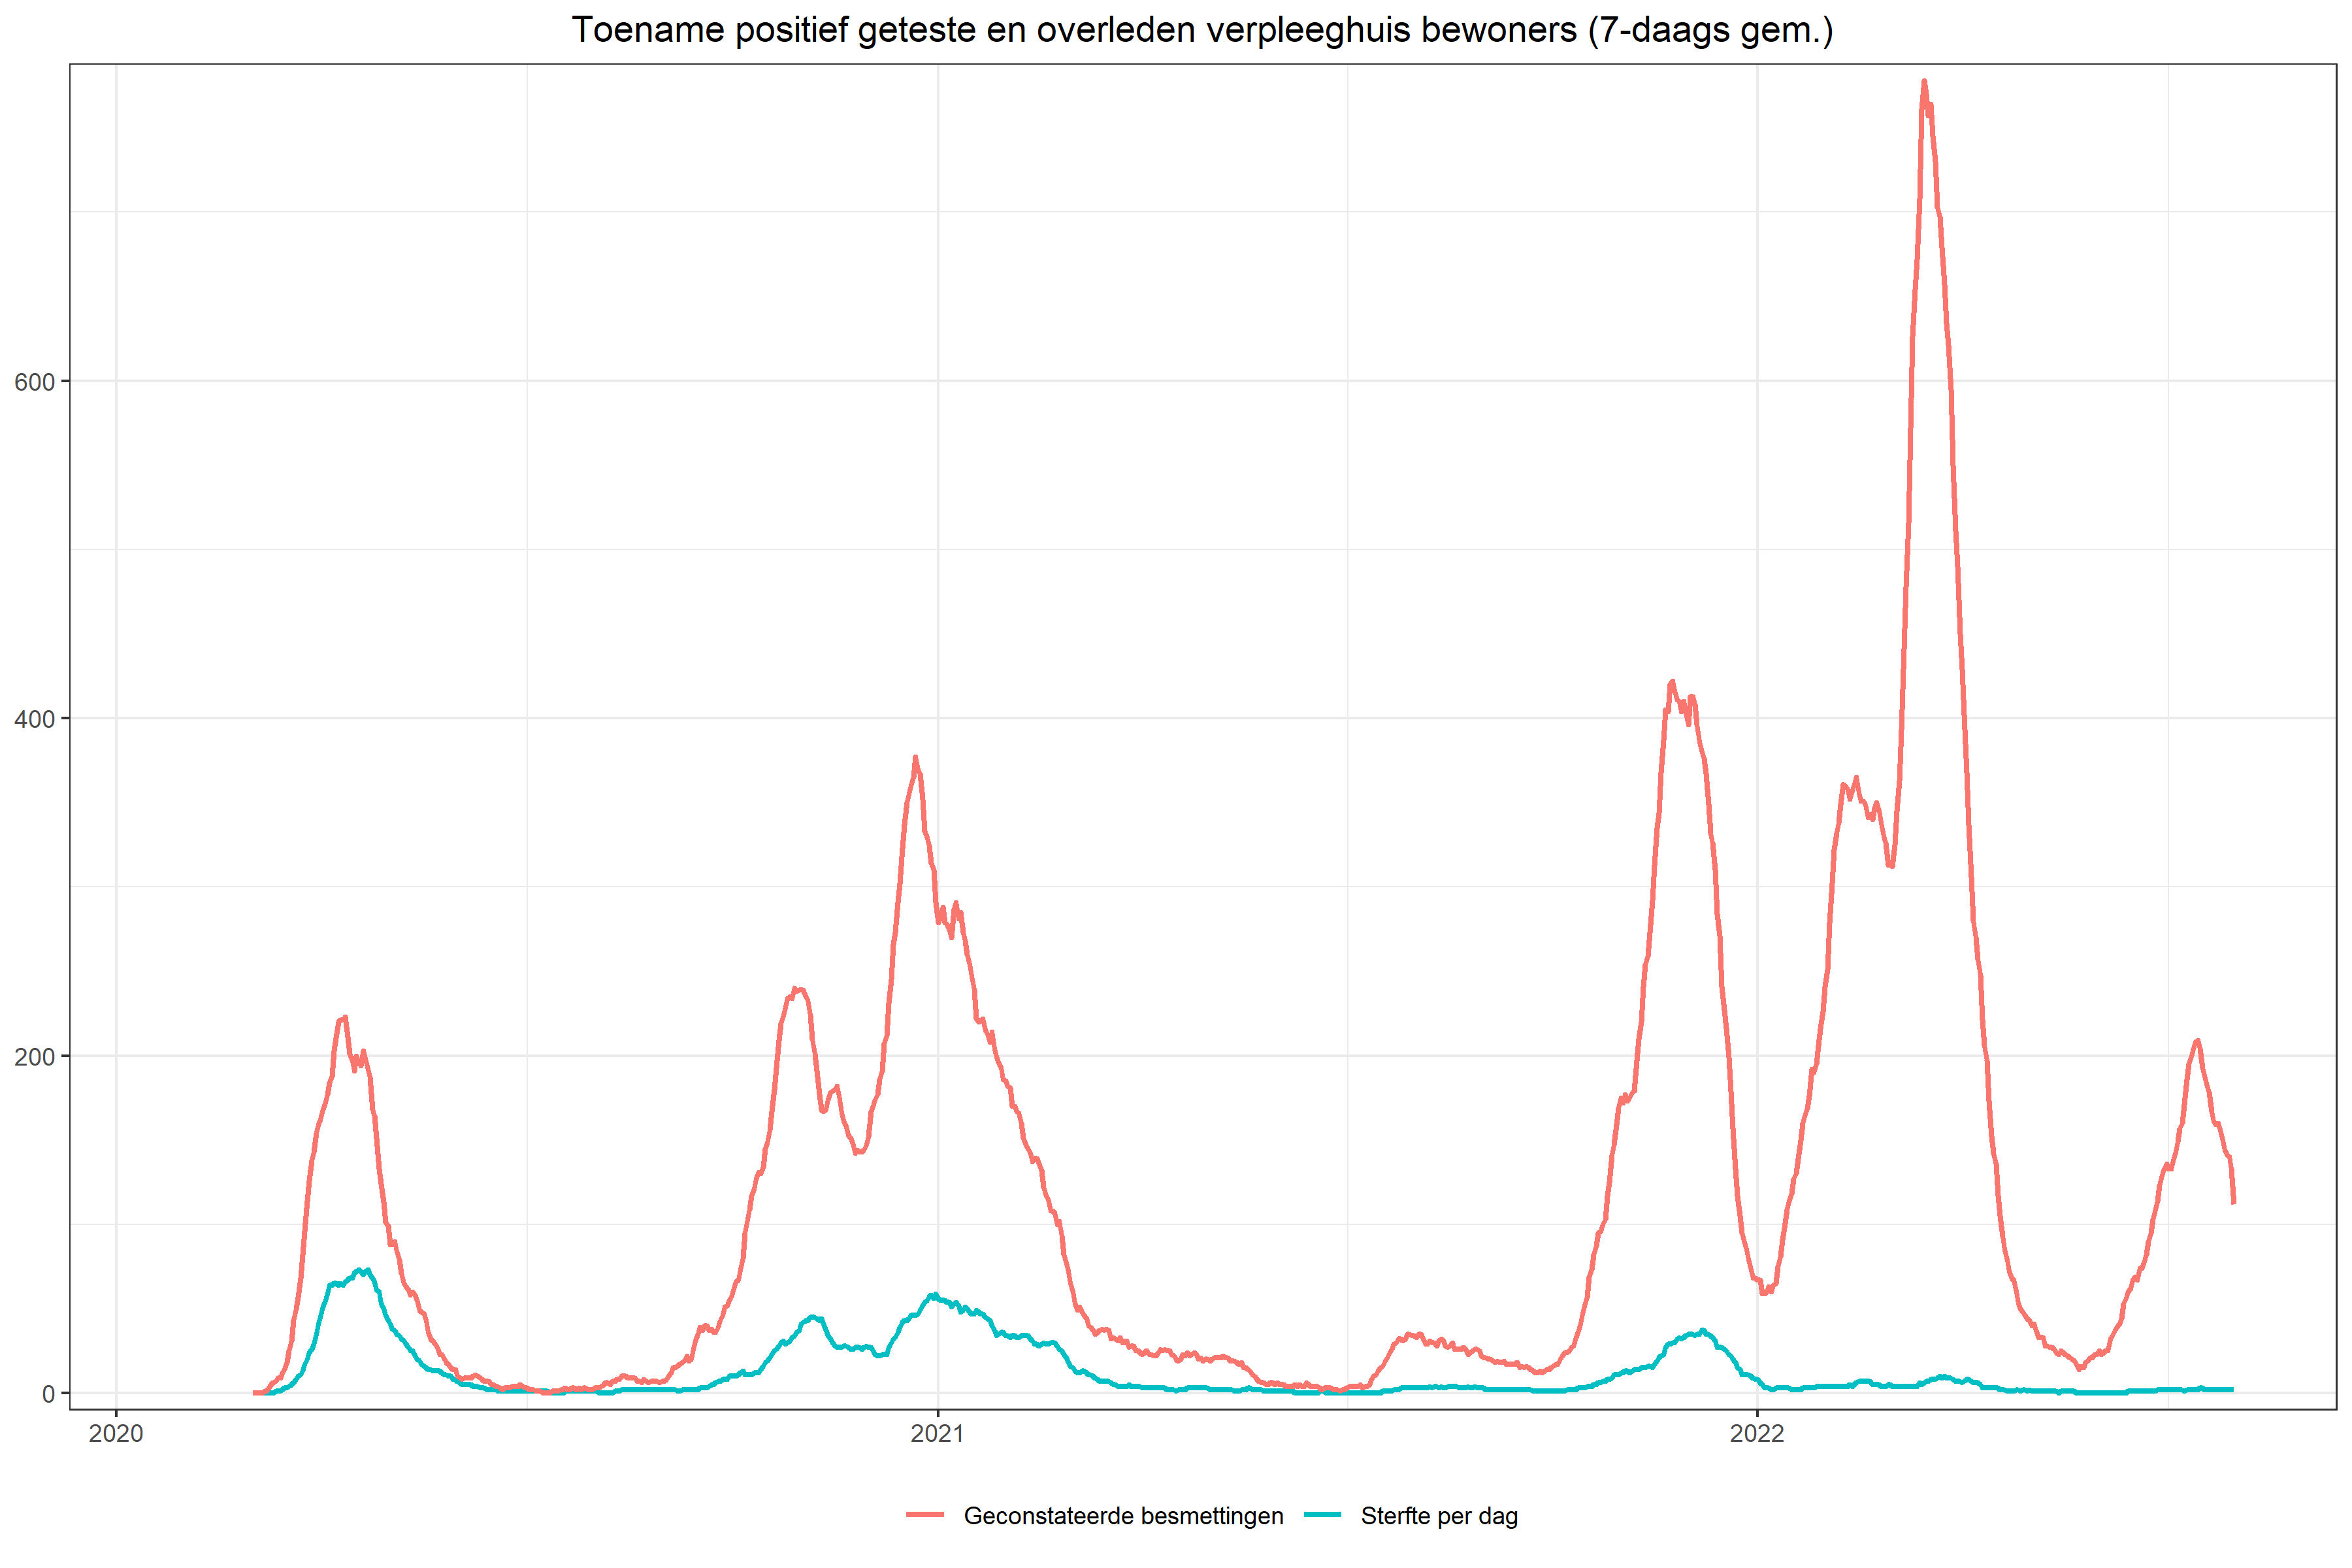 Toename positief geteste en overleden verpleeghuis bewoners (7-daags gem.)
600
400
200
0
2020
2021
2022
Geconstateerde besmettingen
Sterfte per dag